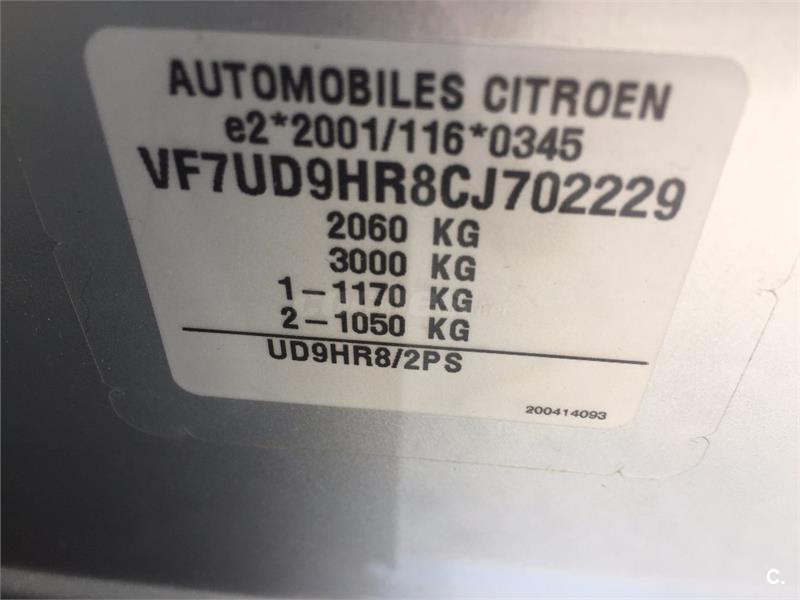 AUTOMOBILES CITROEN
e2*2001/116*0345
VF7UD9HR8CJ702229
2060 KG
3000 KG
1-1170 KG
2-1050 KG
UD9HR8/2PS
200414093
C.